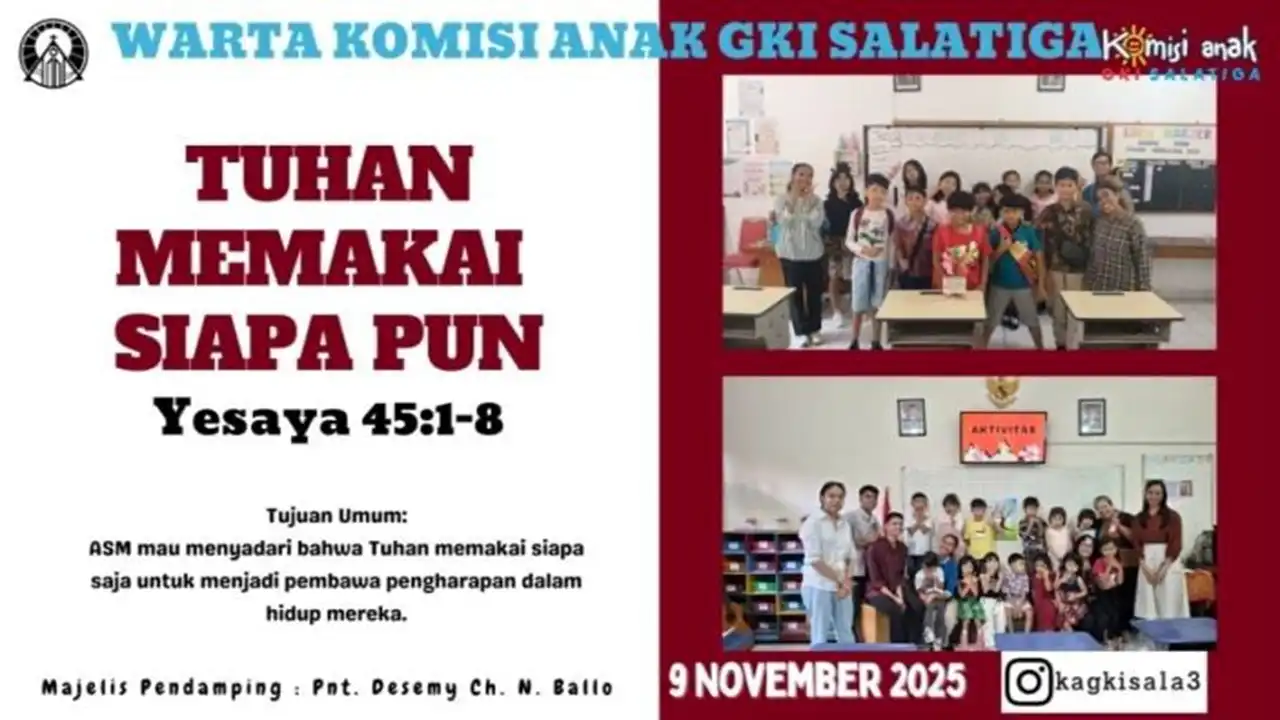 WARTA KOMISI ANAK GKI SALATIGA
Komisi anak
GKI SALATIGA
TUHAN
MEMAKAI
SIAPA PUN
Yesaya 45:1-8
Tujuan Umum:
ASM mau menyadari bahwa Tuhan memakai siapa
saja untuk menjadi pembawa pengharapan dalam
hidup mereka.
Majelis Pendamping : Pnt. Desemy Ch. N. Ballo
AKTIVITAS
9 NOVEMBER 2025
kagkisala3